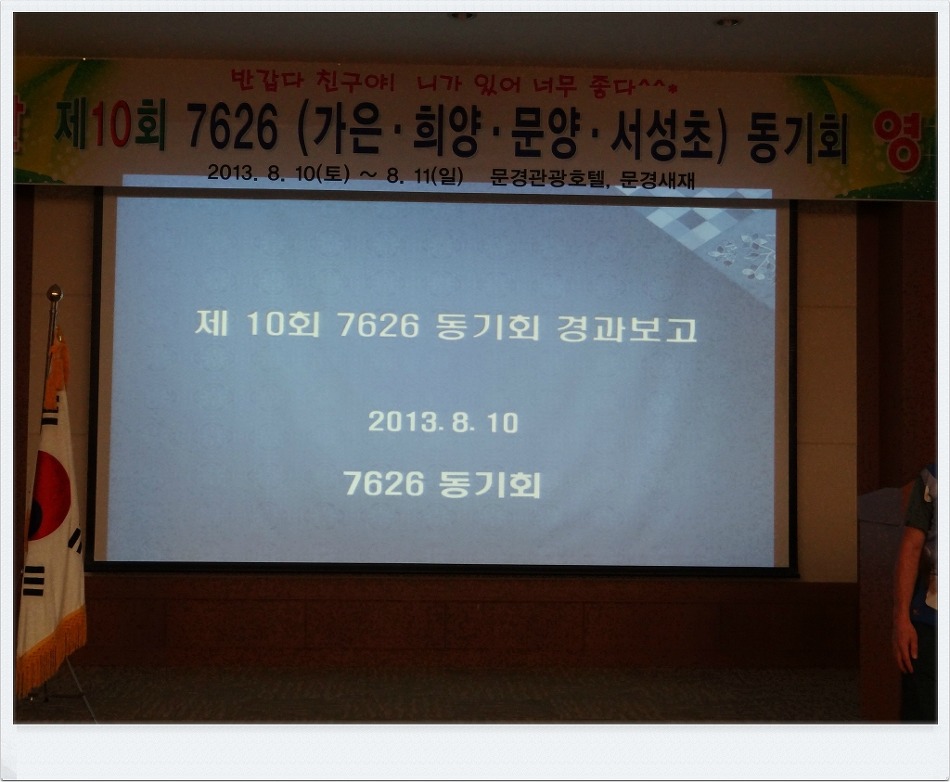 반갑다 친구야! 니가 있어 너무 좋다^^*
제10회 7626 (가은·희양·문양·서성초) 동기회 영
2013. 8. 10(토) ~ 8. 11(일) 문경관광호텔, 문경새재
제 10회 7626 동기회 경과보고
2013. 8. 10
7626 동기회